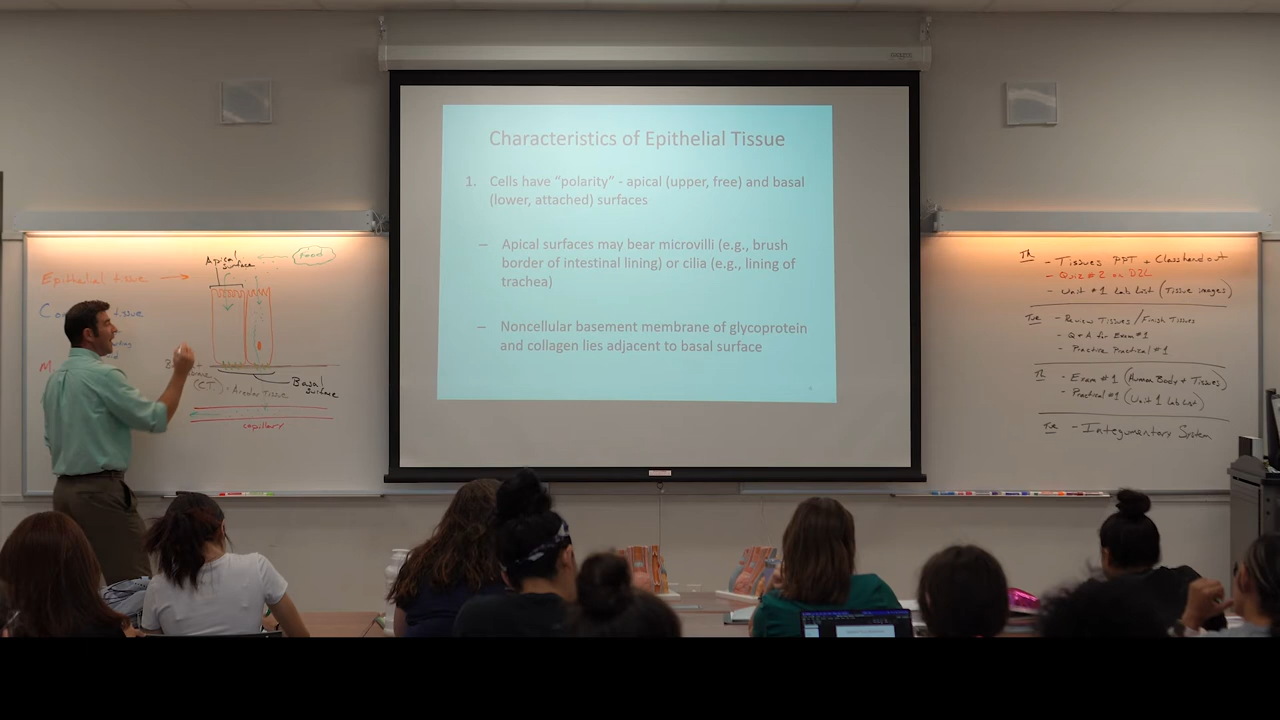 Characteristics of Epithelial Tissue
1. Cells have “polarity” - apical (upper, free) and basal
(lower, attached) surfaces
– Apical surfaces may bear microvilli (e.g., brush
border of intestinal lining) or cilia (e.g., lining of
trachea)
– Noncellular basement membrane of glycoprotein
and collagen lies adjacent to basal surface
Apical
Surface
Food
Epithelial tissue →
Basal
Surface
(C.T.) - Areolar Tissue
capillary
Th - Tissues PPT + Class handout
- Quiz #2 on D2L
- Unit #1 Lab List (Tissue images)
Tue - Review Tissues / Finish Tissues
- Q & A for Exam #1
- Practice Practical #1
Th - Exam #1 (Human Body + Tissues)
- Practical #1 (Unit 1 Lab List)
Tue - Integumentary System